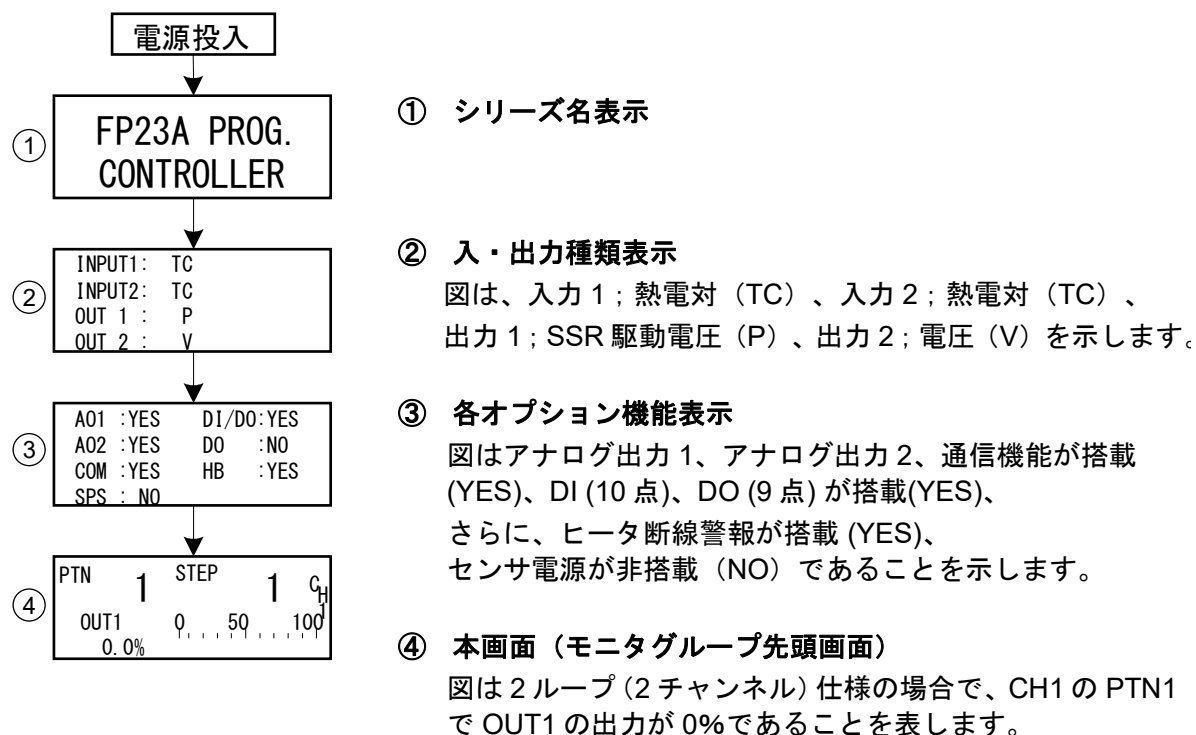 電源投入
①
FP23A PROG.
CONTROLLER
① シリーズ名表示
②
INPUT1: TC
INPUT2: TC
OUT 1 : P
OUT 2 : V
② 入・出力種類表示
図は、入力 1 ; 熱電対（TC）、入力 2 ; 熱電対（TC）、
出力 1 ; SSR 駆動電圧（P）、出力 2 ; 電圧（V）を示します。
③
AO1 :YES DI/DO:YES
AO2 :YES DO :NO
COM :YES HB :YES
SPS : NO
③ 各オプション機能表示
図はアナログ出力 1、アナログ出力 2、通信機能が搭載
(YES)、DI (10 点)、DO (9 点) が搭載(YES)、
さらに、ヒータ断線警報が搭載 (YES)、
センサ電源が非搭載（NO）であることを示します。
④
PTN 1 STEP 1 CH1
OUT1 0 50 100
0.0%
④ 本画面（モニタグループ先頭画面）
図は 2 ループ（2 チャンネル）仕様の場合で、CH1 の PTN1
で OUT1 の出力が 0%であることを表します。